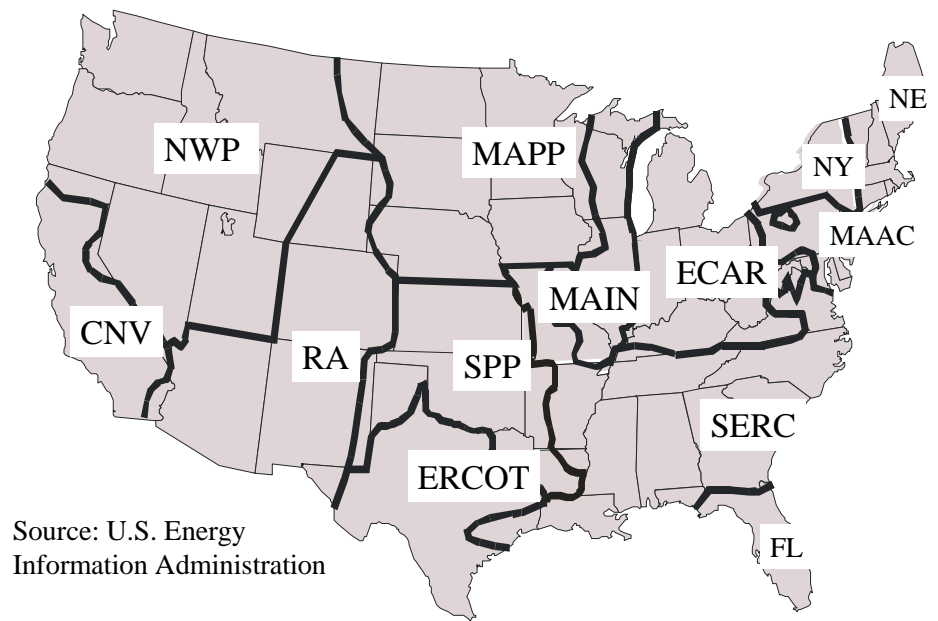 NE
NWP
MAPP
NY
MAAC
ECAR
MAIN
CNV
RA
SPP
SERC
ERCOT
Source: U.S. Energy
Information Administration
FL